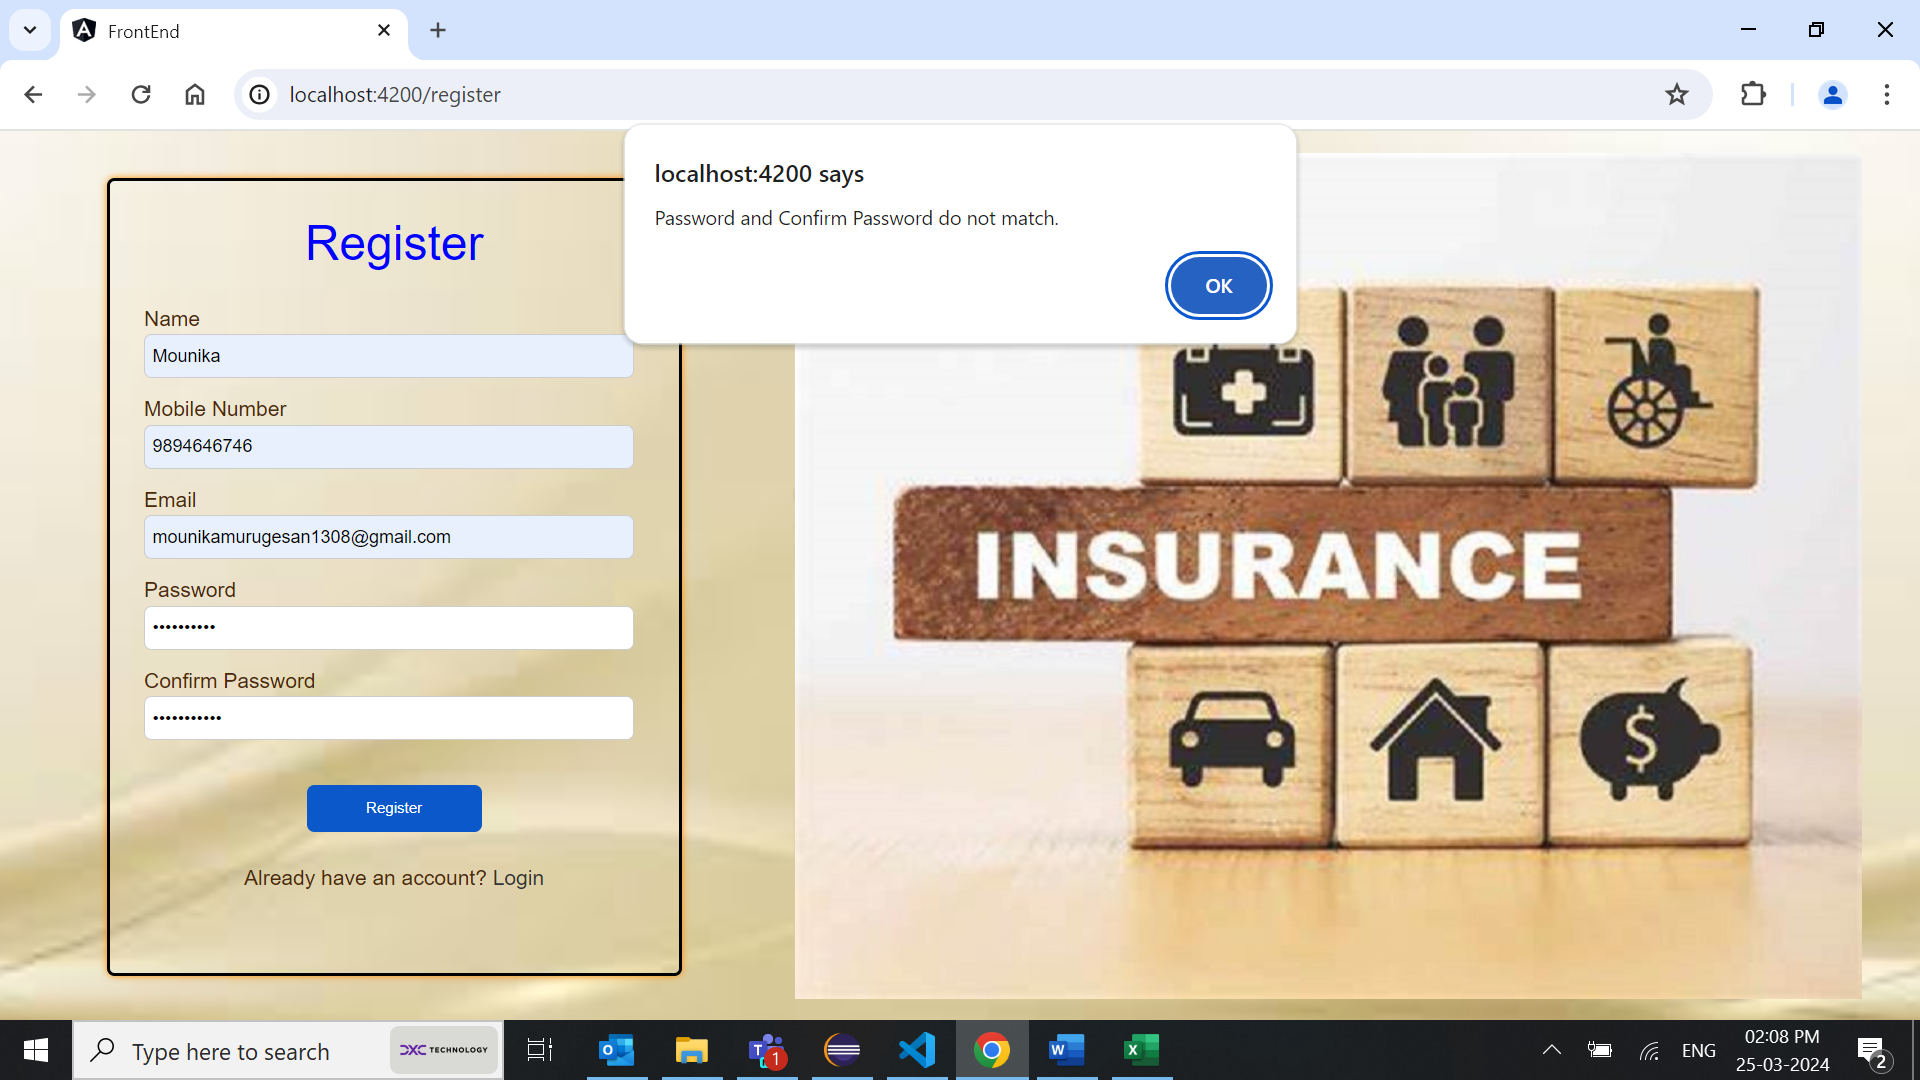 FrontEnd
localhost:4200/register
localhost:4200 says
Password and Confirm Password do not match.
OK
Register
Name
Mounika
Mobile Number
9894646746
Email
mounikamurugesan1308@gmail.com
Password
••••••••••
Confirm Password
•••••••••••
Register
Already have an account? Login
INSURANCE
$
Type here to search
DXC TECHNOLOGY
1
ENG
02:08 PM
25-03-2024
2